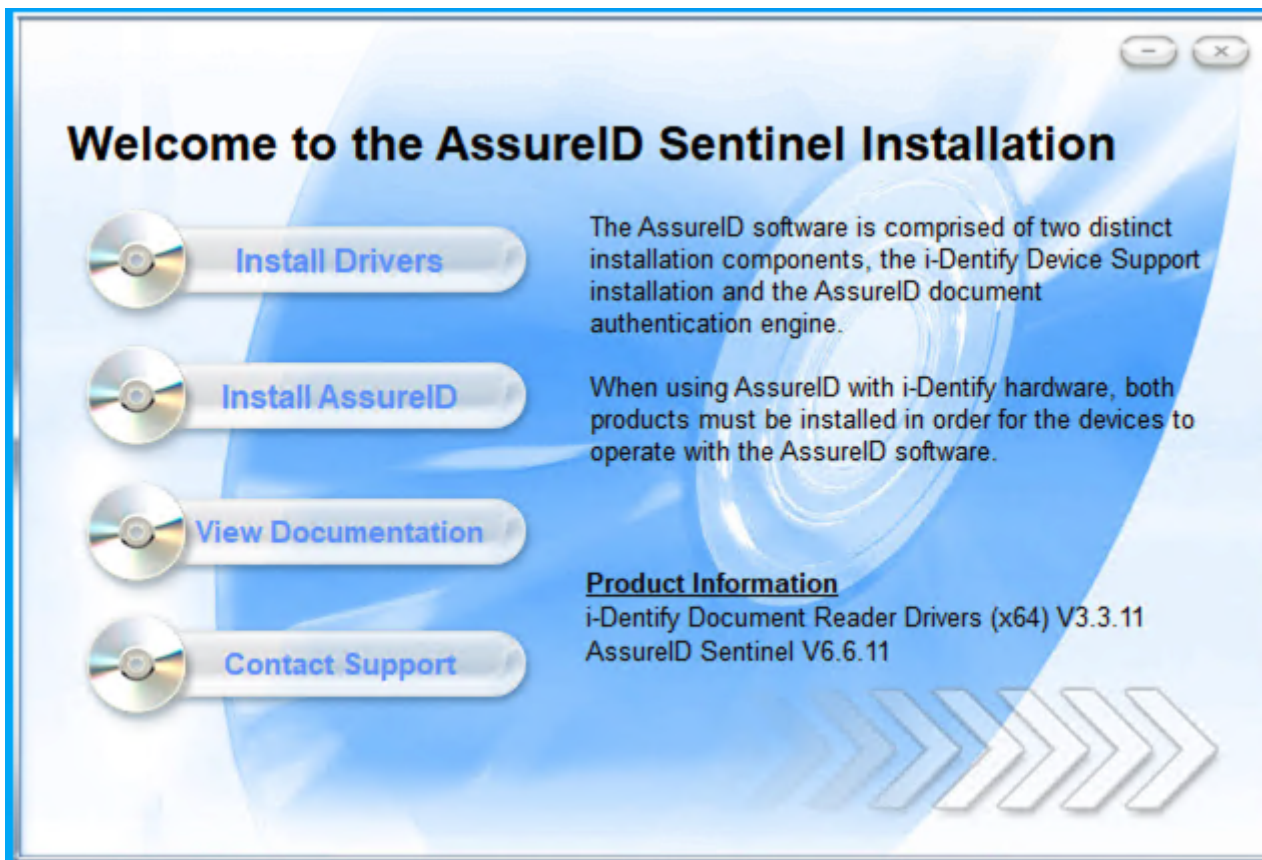 Welcome to the AssureID Sentinel Installation
Install Drivers
Install AssureID
View Documentation
Contact Support
The AssureID software is comprised of two distinct
installation components, the i-Dentify Device Support
installation and the AssureID document
authentication engine.
When using AssureID with i-Dentify hardware, both
products must be installed in order for the devices to
operate with the AssureID software.
Product Information
i-Dentify Document Reader Drivers (x64) V3.3.11
AssureID Sentinel V6.6.11